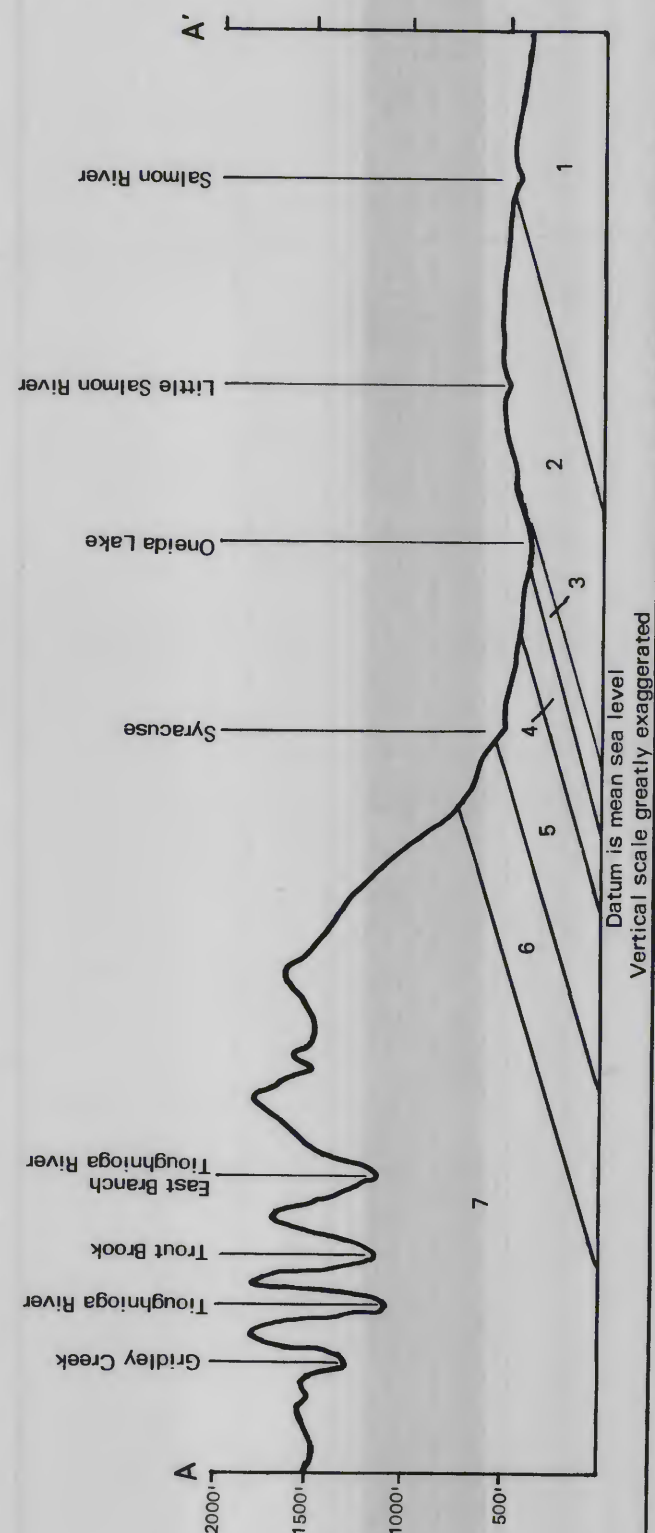 A
A'
2000'
1500'
1000'
500'
Gridley Creek
Tioughnioga River
Trout Brook
East Branch
Tioughnioga River
Syracuse
Oneida Lake
Little Salmon River
Salmon River
7
6
5
4
3
2
1
Datum is mean sea level
Vertical scale greatly exaggerated